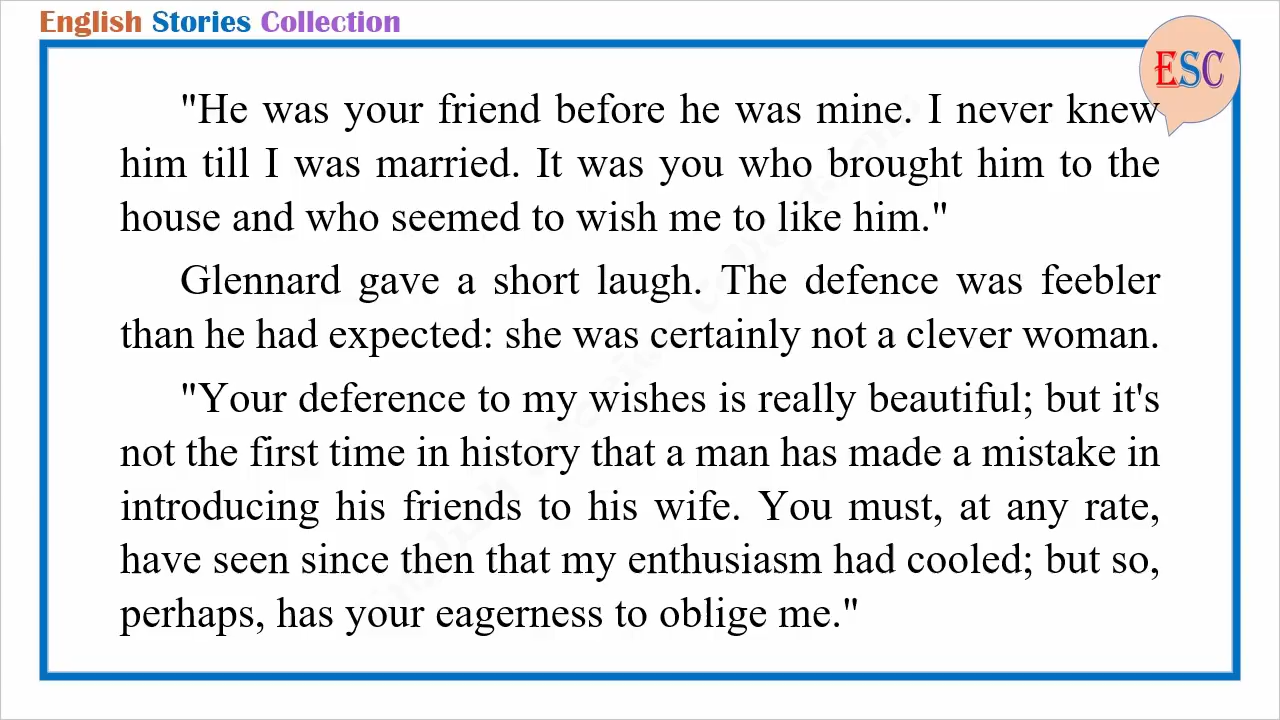 English Stories Collection
ESC
"He was your friend before he was mine. I never knew
him till I was married. It was you who brought him to the
house and who seemed to wish me to like him."
Glennard gave a short laugh. The defence was feebler
than he had expected: she was certainly not a clever woman.
"Your deference to my wishes is really beautiful; but it's
not the first time in history that a man has made a mistake in
introducing his friends to his wife. You must, at any rate,
have seen since then that my enthusiasm had cooled; but so,
perhaps, has your eagerness to oblige me."